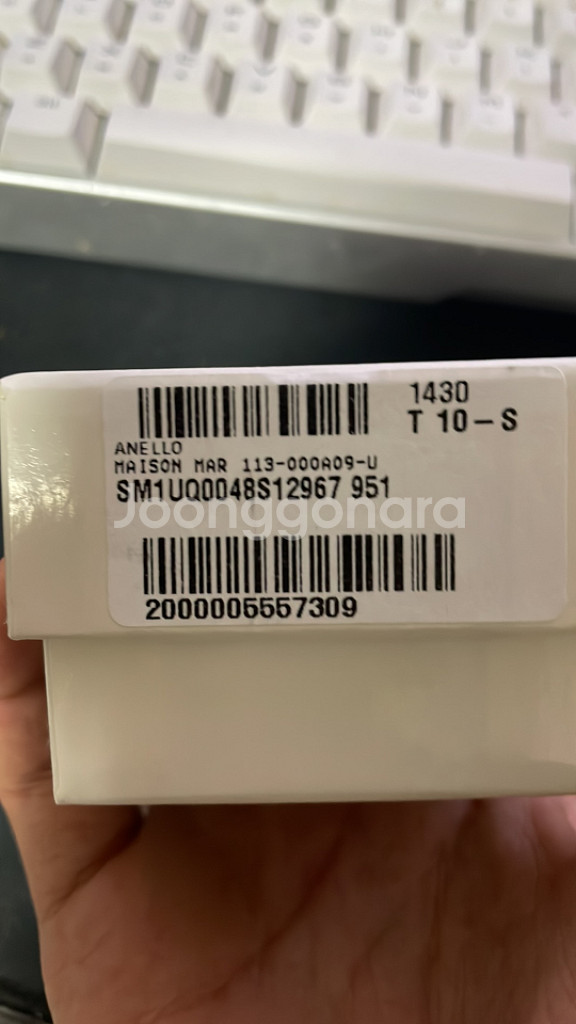 1430
T 10-S
ANELLO
MAISON MAR 113-000A09-U
SM1UQ0048S12967 951
Joonggonara
2000005557309